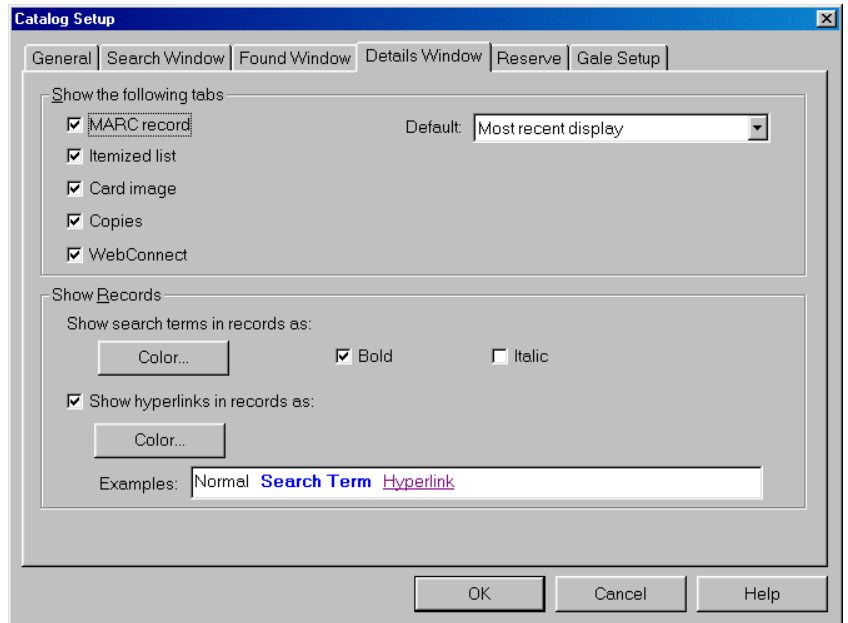 Catalog Setup
General Search Window Found Window Details Window Reserve Gale Setup
Show the following tabs
MARC record Default: Most recent display
Itemized list
Card image
Copies
WebConnect
Show Records
Show search terms in records as:
Color... Bold Italic
Show hyperlinks in records as:
Color...
Examples: Normal Search Term Hyperlink
OK Cancel Help